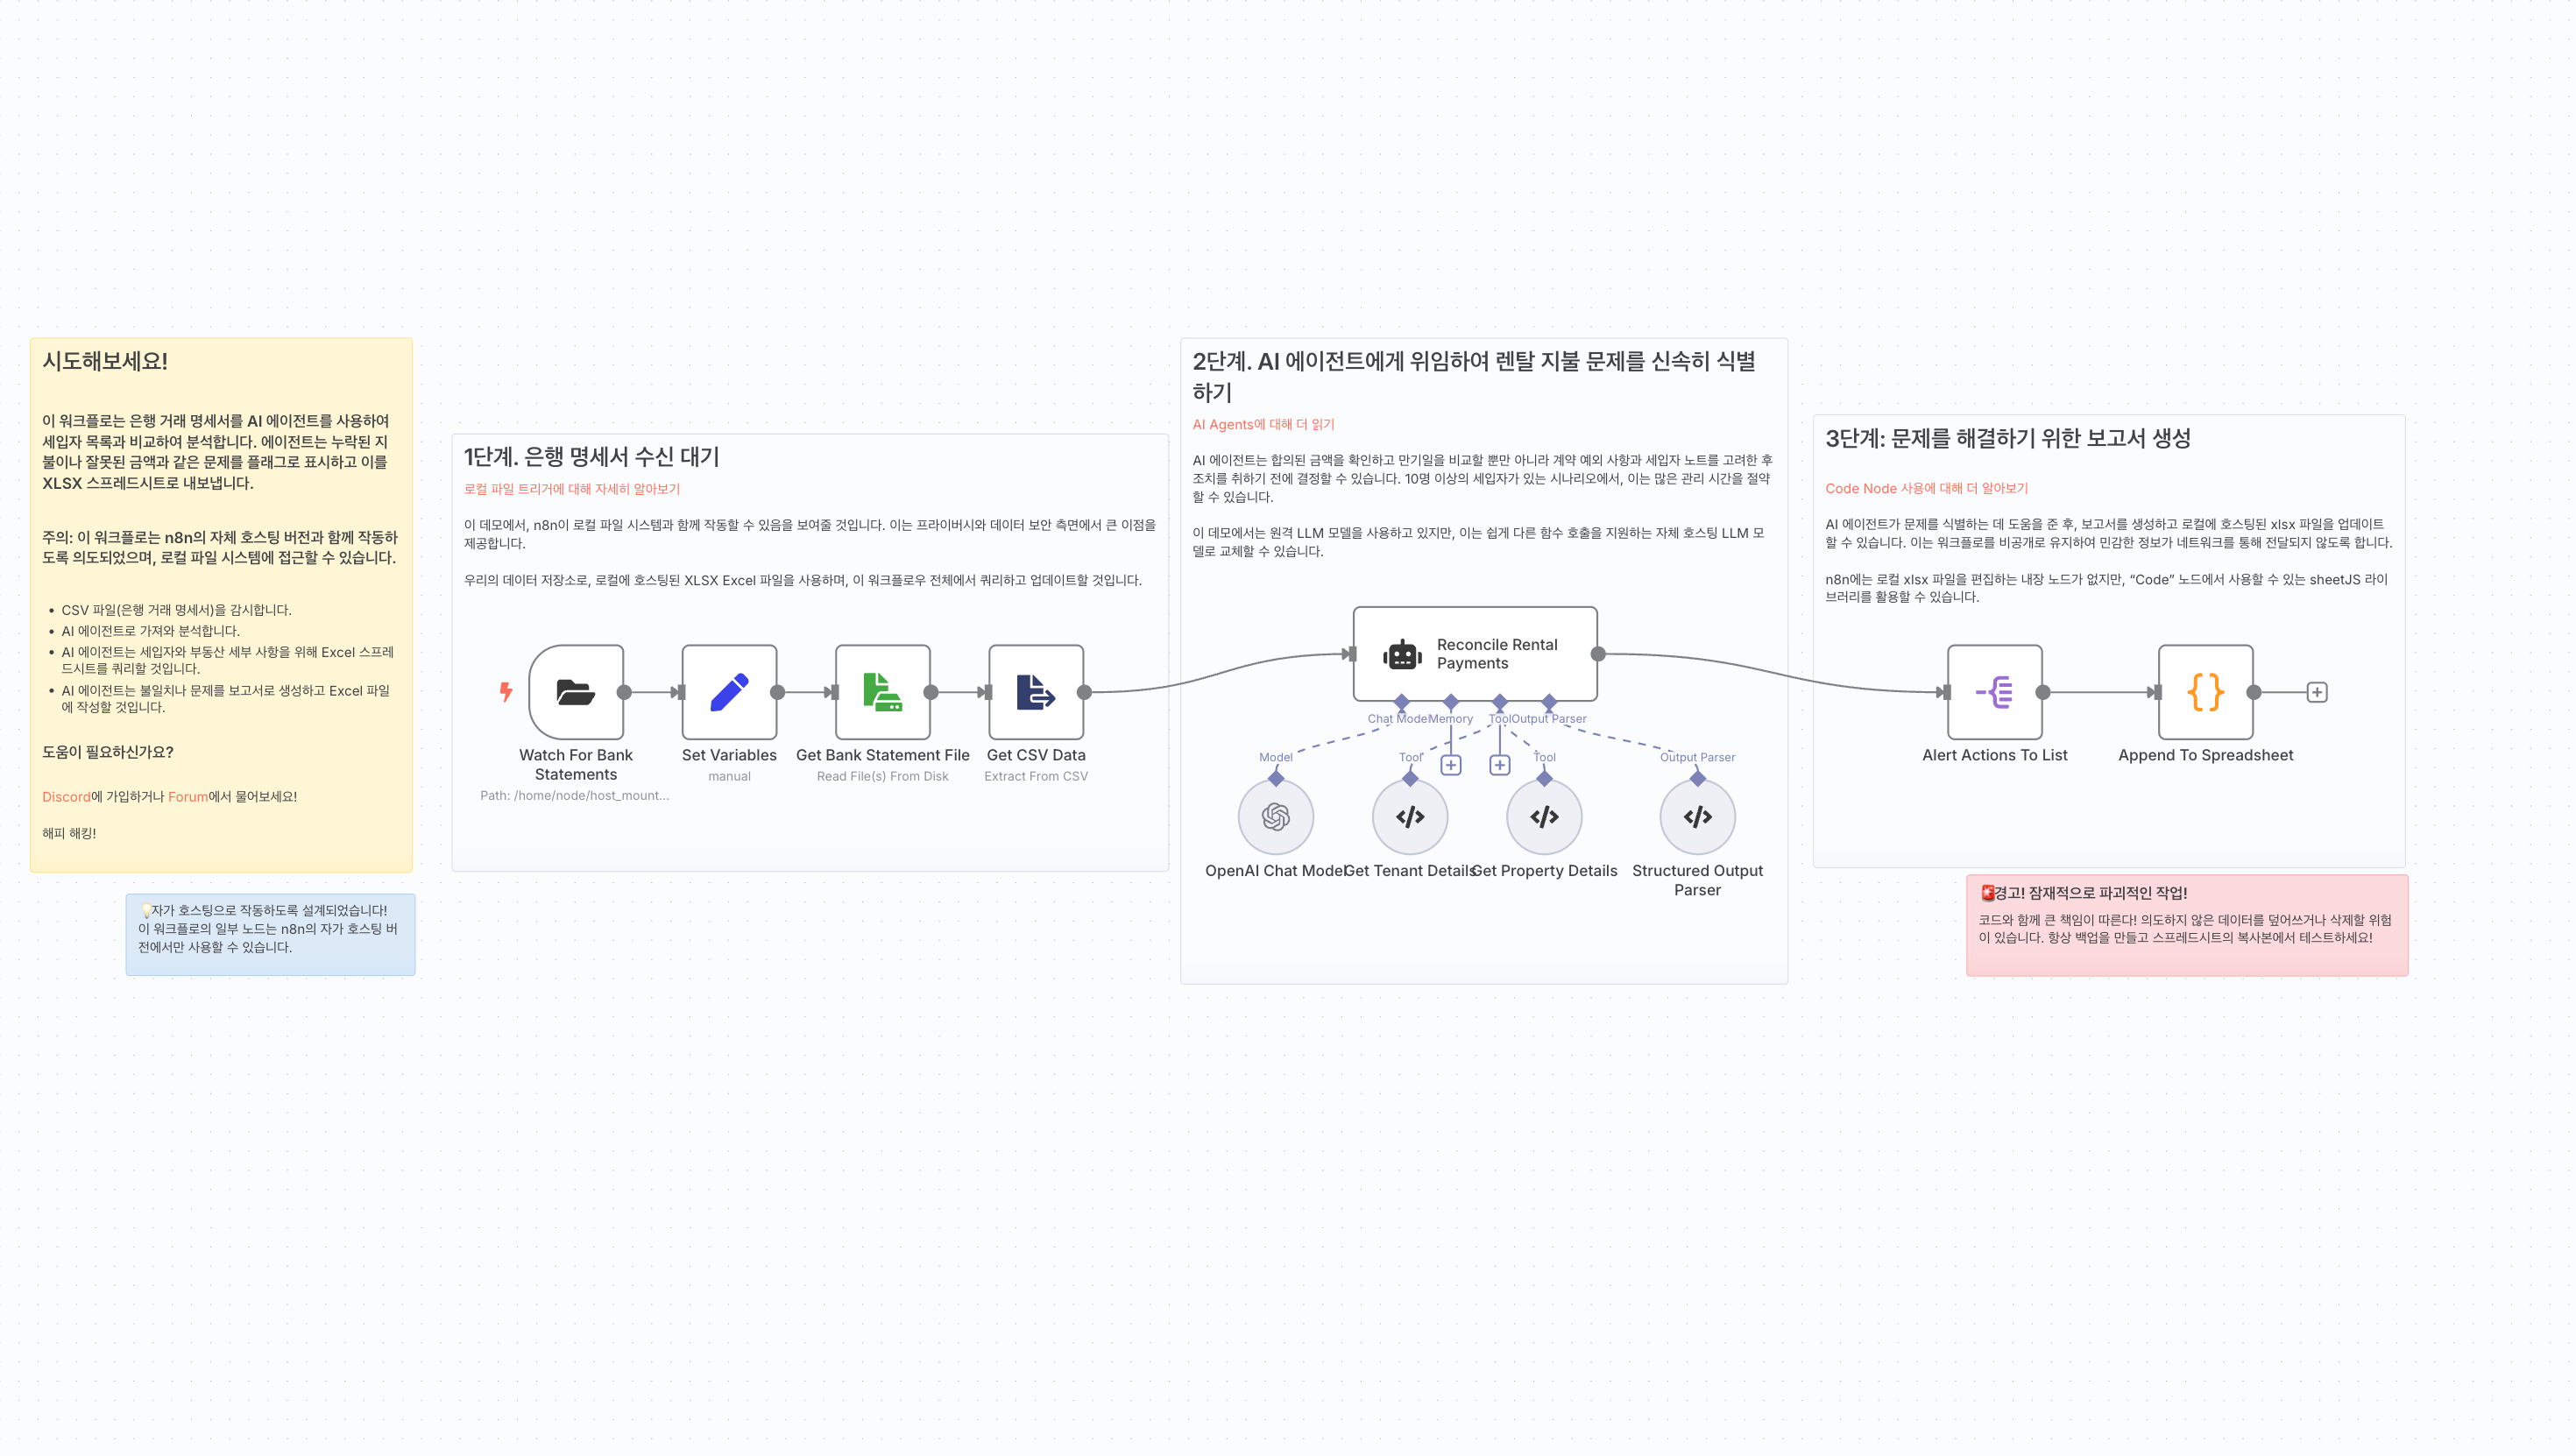 시도해보세요!
이 워크플로는 은행 거래 명세서를 AI 에이전트를 사용하여
세입자 목록과 비교하여 분석합니다. 에이전트는 누락된 지
불이나 잘못된 금액과 같은 문제를 플래그로 표시하고 이를
XLSX 스프레드시트로 내보냅니다.
주의: 이 워크플로는 n8n의 자체 호스팅 버전과 함께 작동하
도록 의도되었으며, 로컬 파일 시스템에 접근할 수 있습니다.
• CSV 파일(은행 거래 명세서)을 감시합니다.
• AI 에이전트로 가져와 분석합니다.
• AI 에이전트는 세입자와 부동산 세부 사항을 위해 Excel 스프레
드시트를 쿼리할 것입니다.
• AI 에이전트는 불일치나 문제를 보고서로 생성하고 Excel 파일
에 작성할 것입니다.
도움이 필요하신가요?
Discord에 가입하거나 Forum에서 물어보세요!
해피 해킹!
💡자가 호스팅으로 작동하도록 설계되었습니다!
이 워크플로의 일부 노드는 n8n의 자가 호스팅 버
전에서만 사용할 수 있습니다.
1단계. 은행 명세서 수신 대기
로컬 파일 트리거에 대해 자세히 알아보기
이 데모에서, n8n이 로컬 파일 시스템과 함께 작동할 수 있음을 보여줄 것입니다. 이는 프라이버시와 데이터 보안 측면에서 큰 이점을
제공합니다.
우리의 데이터 저장소로, 로컬에 호스팅된 XLSX Excel 파일을 사용하며, 이 워크플로우 전체에서 쿼리하고 업데이트할 것입니다.
Watch For Bank
Statements
Path: /home/node/host_mount...
Set Variables
manual
Get Bank Statement File
Read File(s) From Disk
Get CSV Data
Extract From CSV
2단계. AI 에이전트에게 위임하여 렌탈 지불 문제를 신속히 식별
하기
AI Agents에 대해 더 읽기
AI 에이전트는 합의된 금액을 확인하고 만기일을 비교할 뿐만 아니라 계약 예외 사항과 세입자 노트를 고려한 후
조치를 취하기 전에 결정할 수 있습니다. 10명 이상의 세입자가 있는 시나리오에서, 이는 많은 관리 시간을 절약
할 수 있습니다.
이 데모에서는 원격 LLM 모델을 사용하고 있지만, 이는 쉽게 다른 함수 호출을 지원하는 자체 호스팅 LLM 모
델로 교체할 수 있습니다.
Reconcile Rental
Payments
Chat Model
Memory
Tool
Output Parser
Model
Tool
Tool
Output Parser
OpenAI Chat Model
Get Tenant Details
Get Property Details
Structured Output
Parser
3단계: 문제를 해결하기 위한 보고서 생성
Code Node 사용에 대해 더 알아보기
AI 에이전트가 문제를 식별하는 데 도움을 준 후, 보고서를 생성하고 로컬에 호스팅된 xlsx 파일을 업데이트
할 수 있습니다. 이는 워크플로를 비공개로 유지하여 민감한 정보가 네트워크를 통해 전달되지 않도록 합니다.
n8n에는 로컬 xlsx 파일을 편집하는 내장 노드가 없지만, “Code” 노드에서 사용할 수 있는 sheetJS 라이
브러리를 활용할 수 있습니다.
Alert Actions To List
Append To Spreadsheet
🚨경고! 잠재적으로 파괴적인 작업!
코드와 함께 큰 책임이 따른다! 의도하지 않은 데이터를 덮어쓰거나 삭제할 위험
이 있습니다. 항상 백업을 만들고 스프레드시트의 복사본에서 테스트하세요!